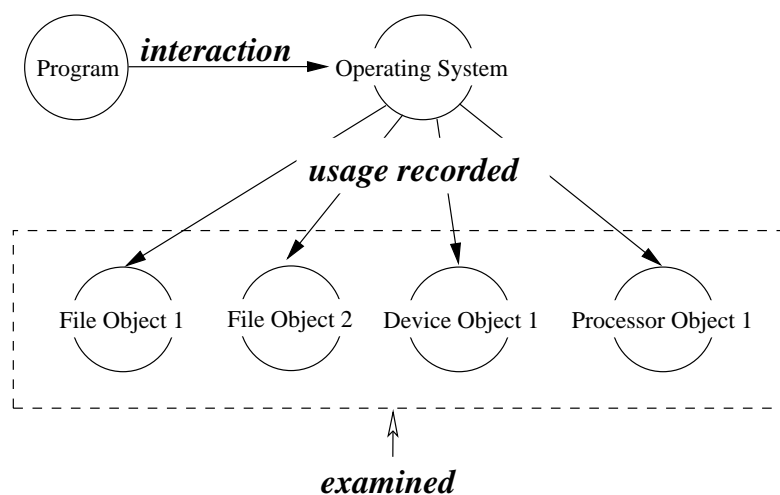 interaction
Program
Operating System
usage recorded
File Object 1
File Object 2
Device Object 1
Processor Object 1
examined